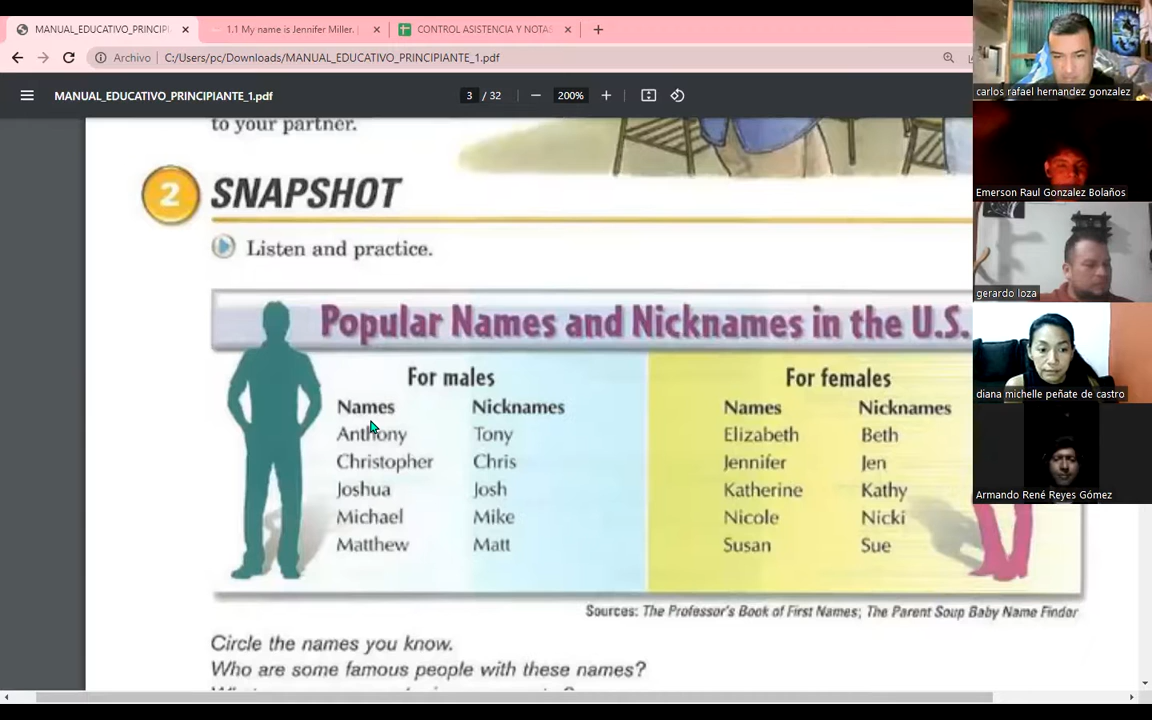 MANUAL_EDUCATIVO_PRINCIPI
1.1 My name is Jennifer Miller. |
CONTROL ASISTENCIA Y NOTAS
Archivo C:/Users/pc/Downloads/MANUAL_EDUCATIVO_PRINCIPIANTE_1.pdf
MANUAL_EDUCATIVO_PRINCIPIANTE_1.pdf
3 / 32
200%
to your partner.
2 SNAPSHOT
Listen and practice.
Popular Names and Nicknames in the U.S.
For males
For females
Names Nicknames
Names Nicknames
Anthony Tony
Elizabeth Beth
Christopher Chris
Jennifer Jen
Joshua Josh
Katherine Kathy
Michael Mike
Nicole Nicki
Matthew Matt
Susan Sue
Sources: The Professor's Book of First Names; The Parent Soup Baby Name Finder
Circle the names you know.
Who are some famous people with these names?
carlos rafael hernandez gonzalez
Emerson Raul Gonzalez Bolaños
gerardo loza
diana michelle peñate de castro
Armando René Reyes Gómez